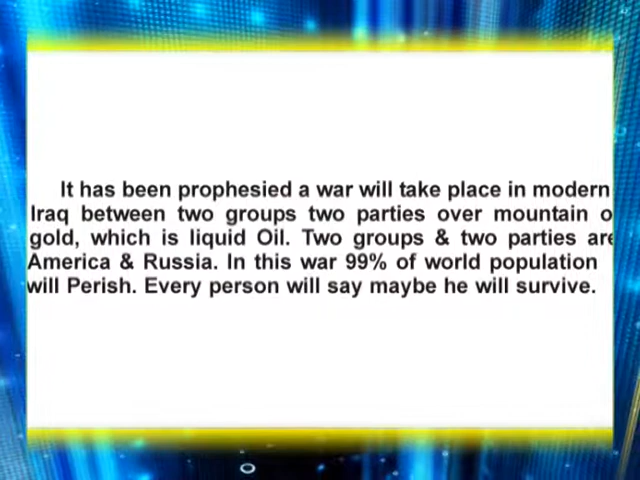 It has been prophesied a war will take place in modern
Iraq between two groups two parties over mountain o
gold, which is liquid Oil. Two groups & two parties are
America & Russia. In this war 99% of world population
will Perish. Every person will say maybe he will survive.